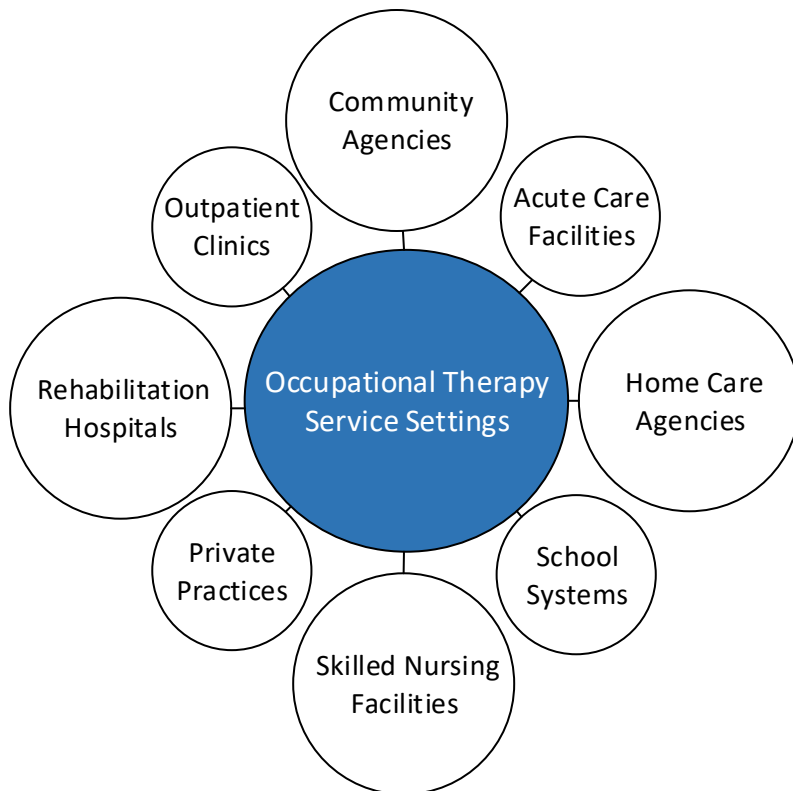 Community
Agencies
Outpatient
Clinics
Acute Care
Facilities
Rehabilitation
Hospitals
Occupational Therapy
Service Settings
Home Care
Agencies
Private
Practices
School
Systems
Skilled Nursing
Facilities